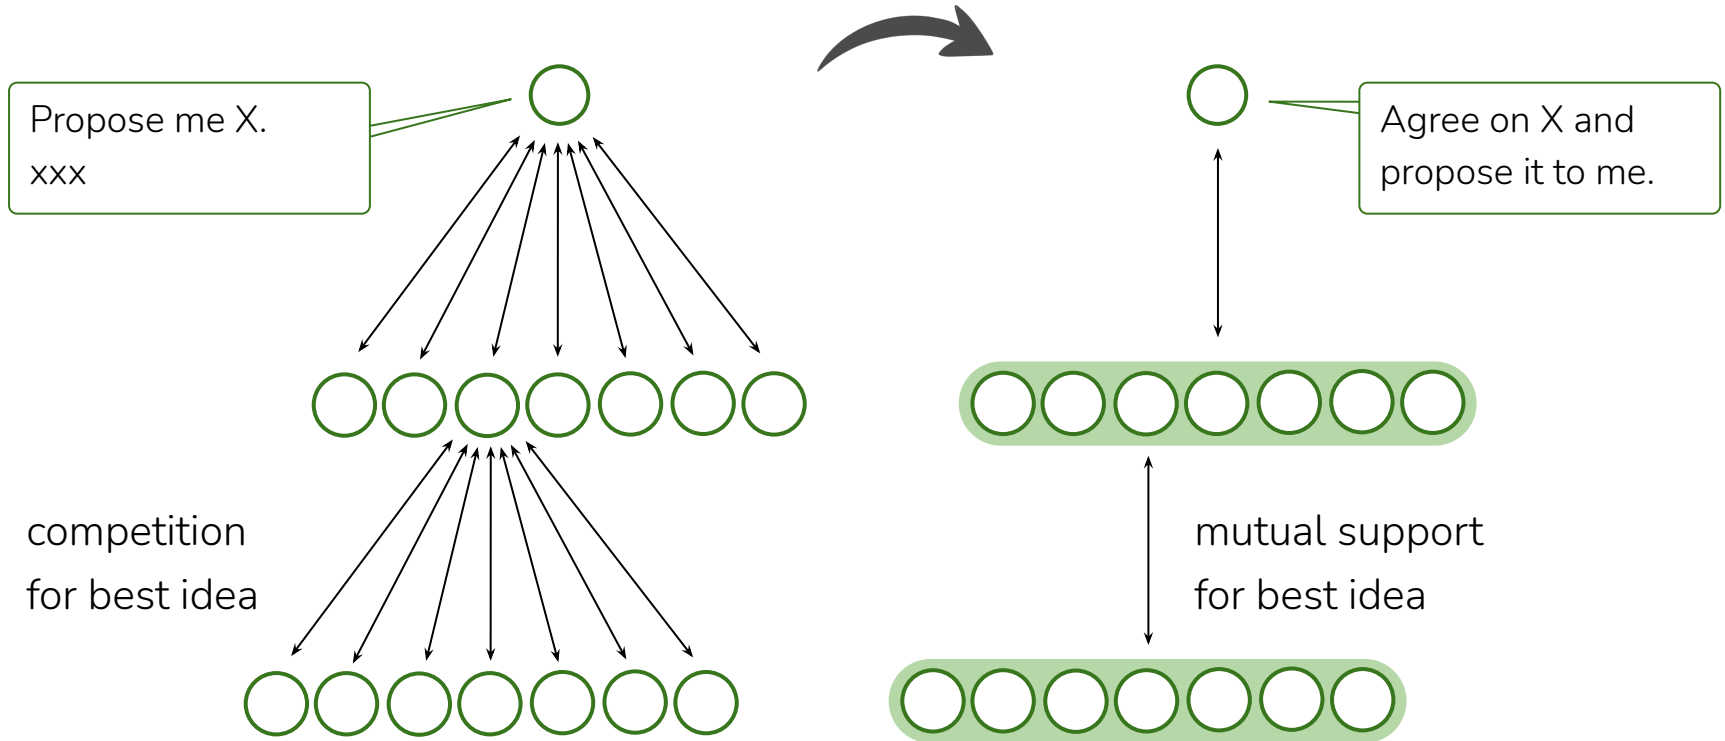 Propose me X.
xxx
Agree on X and
propose it to me.
competition
for best idea
mutual support
for best idea